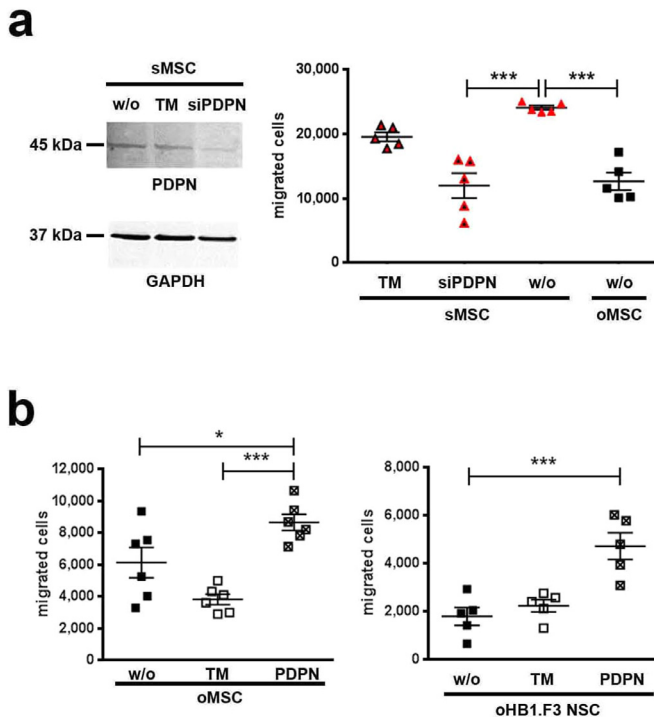 a
sMSC
w/o TM siPDPN
45 kDa
PDPN
37 kDa
GAPDH
migrated cells
30,000
20,000
10,000
0
*** ***
TM siPDPN w/o w/o
sMSC oMSC
b
migrated cells
12,000
10,000
8,000
6,000
4,000
2,000
0
*
***
w/o TM PDPN
oMSC
migrated cells
8,000
6,000
4,000
2,000
0
***
w/o TM PDPN
oHB1.F3 NSC